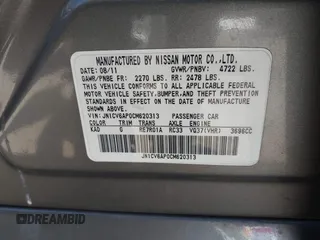 MANUFACTURED BY NISSAN MOTOR CO.,LTD.
DATE: 08/11 GVWR/PNBV: 4722 LBS.
GAWR/PNBE FR: 2270 LBS. RR: 2478 LBS.
THIS VEHICLE CONFORMS TO ALL
APPLICABLE U.S. FEDERAL MOTOR VEHICLE
SAFETY,BUMPER,AND THEFT PREVENTION
STANDARDS IN EFFECT ON THE DATE OF
MANUFACTURE SHOWN ABOVE.
VIN: JN1CV6AP0CM620313 PASSENGER CAR
COLOR TRIM TRANS AXLE ENGINE
KAD G RE7R01A RC33 VQ37(VHR) 3696CC
DREAMBID